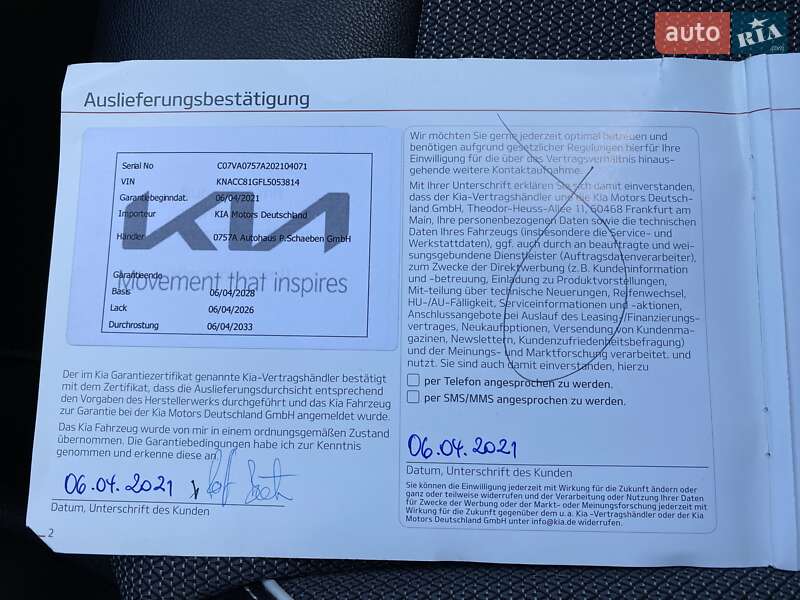 auto RIA.com
Auslieferungsbestätigung
Serial No C07VA0757A202104071
VIN KNACC81GFL5053814
Garantiebeginndat. 06/04/2021
Importeur KIA Motors Deutschland
Händler 0757A Autohaus P.Schaeben GmbH
KIA
Movement that inspires
Garantieende
Basis 06/04/2028
Lack 06/04/2026
Durchrostung 06/04/2033
Der im Kia Garantiezertifikat genannte Kia-Vertragshändler bestätigt
mit dem Zertifikat, dass die Auslieferungsdurchsicht entsprechend
den Vorgaben des Herstellerwerks durchgeführt und das Kia Fahrzeug
zur Garantie bei der Kia Motors Deutschland GmbH angemeldet wurde.
Das Kia Fahrzeug wurde von mir in einem ordnungsgemäßen Zustand
übernommen. Die Garantiebedingungen habe ich zur Kenntnis
genommen und erkenne diese an.
06.04.2021 x
Datum, Unterschrift des Kunden
2
Wir möchten Sie gerne jederzeit optimal betreuen und
benötigen aufgrund gesetzlicher Regelungen hierfür Ihre
Einwilligung für die über das Vertragsverhältnis hinaus-
gehende weitere Kontaktaufnahme.
Mit Ihrer Unterschrift erklären Sie sich damit einverstanden,
dass der Kia-Vertragshändler und die Kia Motors Deutsch-
land GmbH, Theodor-Heuss-Allee 11, 60468 Frankfurt am
Main, Ihre personenbezogenen Daten sowie die technischen
Daten Ihres Fahrzeugs (insbesondere die Service- und
Werkstattdaten), ggf. auch durch an beauftragte und wei-
sungsgebundene Dienstleister (Auftragsdatenverarbeiter),
zum Zwecke der Direktwerbung (z.B. Kundeninformation
und -betreuung, Einladung zu Produktvorstellungen,
Mit-teilung über technische Neuerungen, Reifenwechsel,
HU-/AU-Fälligkeit, Serviceinformationen und -aktionen,
Anschlussangebote bei Auslauf des Leasing-/Finanzierungs-
vertrages, Neukaufoptionen, Versendung von Kundenma-
gazinen, Newslettern, Kundenzufriedenheitsbefragung)
und der Meinungs- und Marktforschung verarbeitet. und
nutzt. Sie sind auch damit einverstanden, hierzu
per Telefon angesprochen zu werden.
per SMS/MMS angesprochen zu werden.
06.04.2021
Datum, Unterschrift des Kunden
Sie können die Einwilligung jederzeit mit Wirkung für die Zukunft ändern oder
ganz oder teilweise widerrufen und der Verarbeitung oder Nutzung Ihrer Daten
für Zwecke der Werbung oder der Markt- oder Meinungsforschung jederzeit mit
Wirkung für die Zukunft gegenüber dem u. a. Kia -Vertragshändler oder der Kia
Motors Deutschland GmbH unter info@kia.de widerrufen.